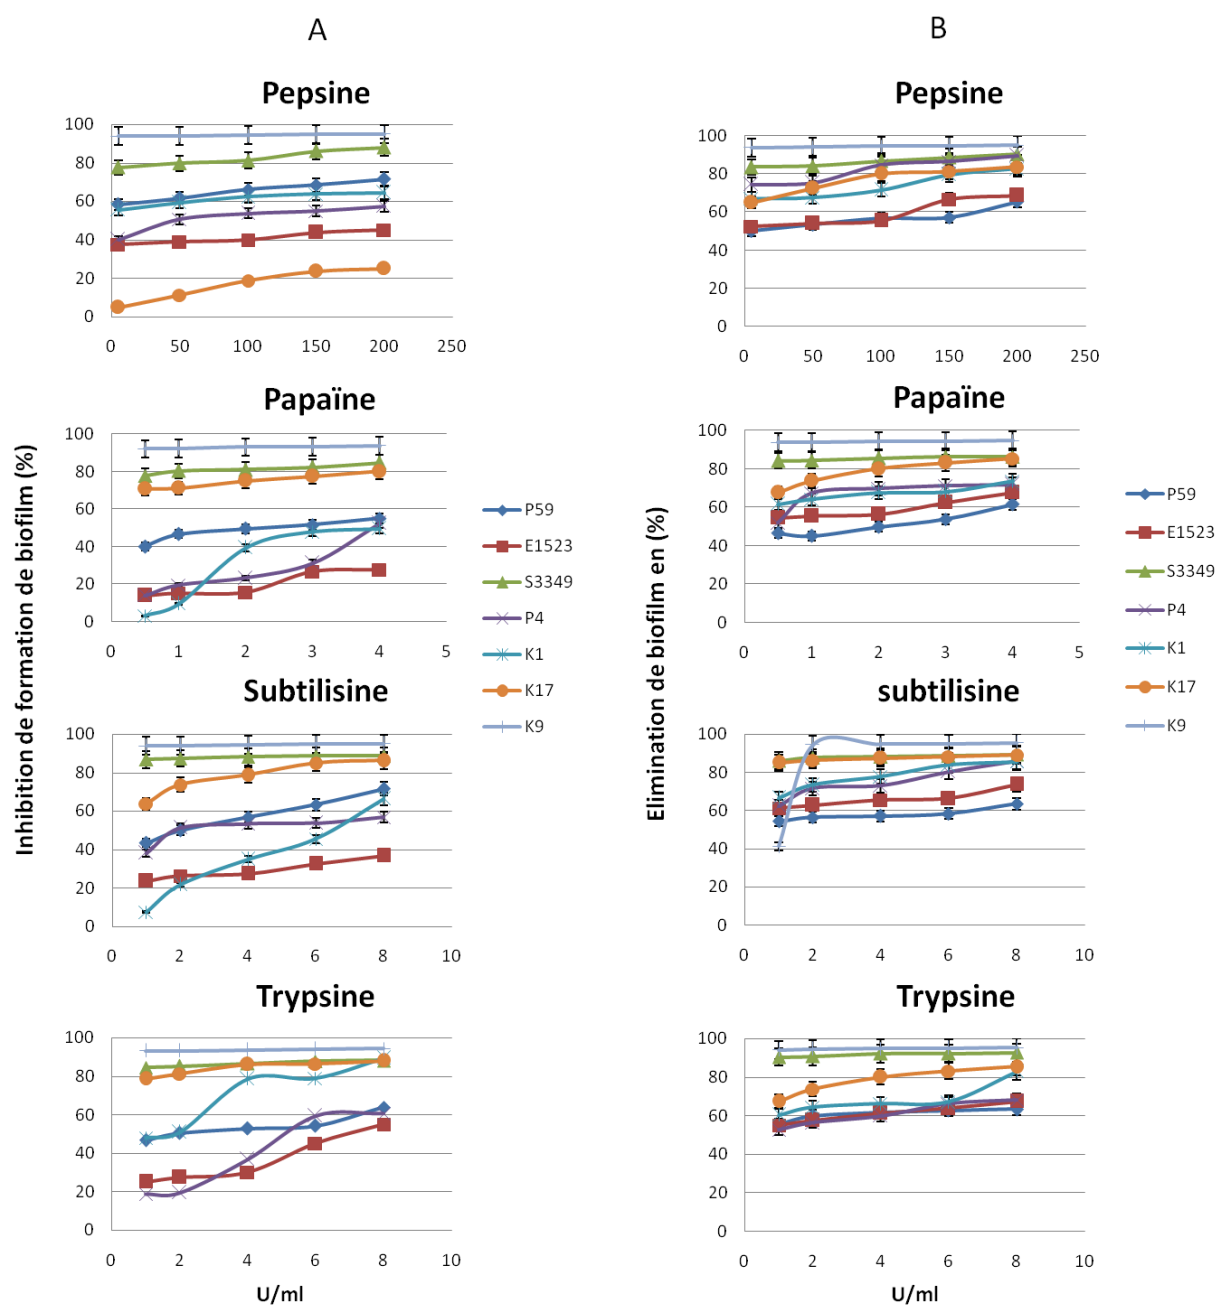 A
B
Pepsine
100
80
60
40
20
0
0 50 100 150 200 250
Pepsine
100
80
60
40
20
0
0 50 100 150 200 250
Papaïne
100
80
60
40
20
0
0 1 2 3 4 5
Papaïne
100
80
60
40
20
0
0 1 2 3 4 5
Subtilisine
100
80
60
40
20
0
0 2 4 6 8 10
subtilisine
100
80
60
40
20
0
0 2 4 6 8 10
Trypsine
100
80
60
40
20
0
0 2 4 6 8 10
U/ml
Trypsine
100
80
60
40
20
0
0 2 4 6 8 10
U/ml
Inhibition de formation de biofilm (%)
P59
E1523
S3349
P4
K1
K17
K9
Elimination de biofilm en (%)
P59
E1523
S3349
P4
K1
K17
K9